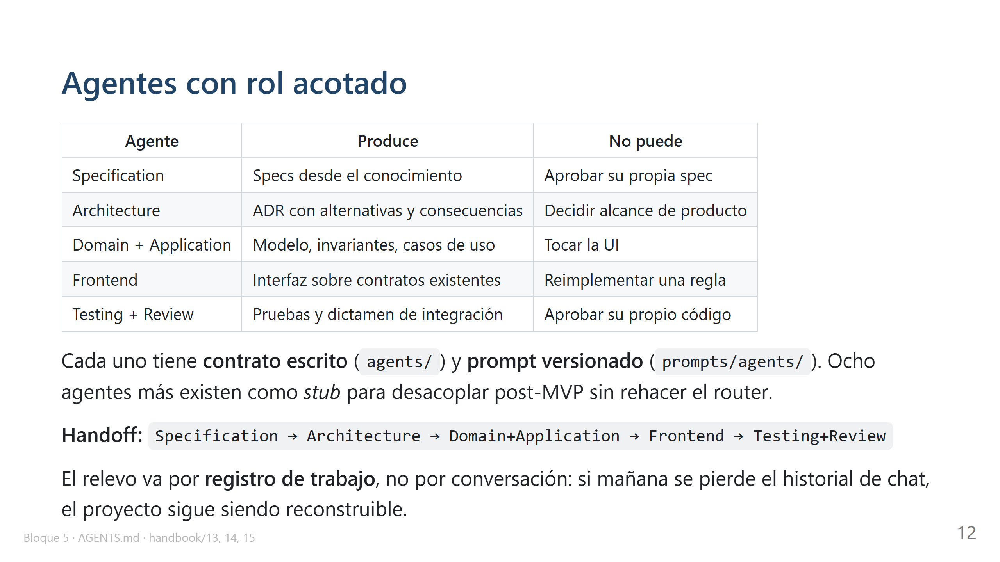 Agentes con rol acotado
Agente Produce No puede
Specification Specs desde el conocimiento Aprobar su propia spec
Architecture ADR con alternativas y consecuencias Decidir alcance de producto
Domain + Application Modelo, invariantes, casos de uso Tocar la UI
Frontend Interfaz sobre contratos existentes Reimplementar una regla
Testing + Review Pruebas y dictamen de integración Aprobar su propio código
Cada uno tiene contrato escrito ( agents/ ) y prompt versionado ( prompts/agents/ ). Ocho
agentes más existen como stub para desacoplar post-MVP sin rehacer el router.
Handoff: Specification → Architecture → Domain+Application → Frontend → Testing+Review
El relevo va por registro de trabajo, no por conversación: si mañana se pierde el historial de chat,
el proyecto sigue siendo reconstruible.
Bloque 5 · AGENTS.md · handbook/13, 14, 15
12